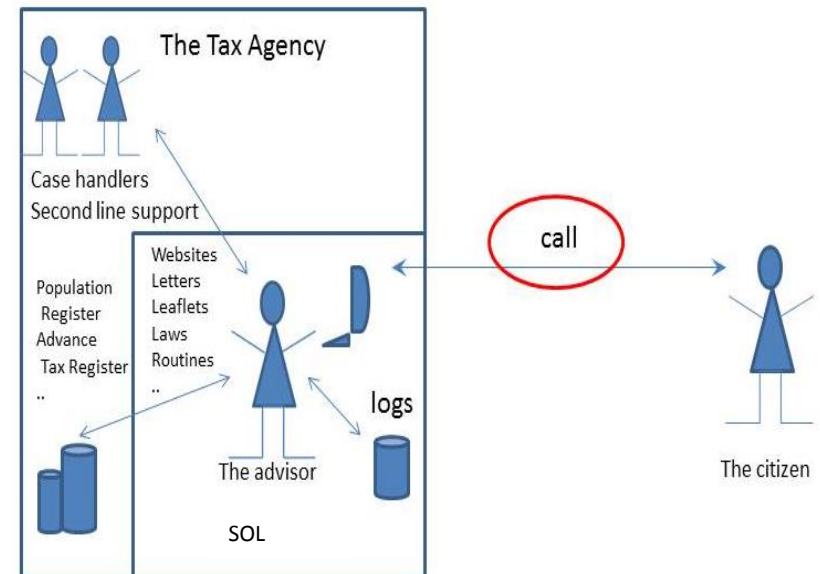 The Tax Agency
Case handlers
Second line support
call
Websites
Letters
Leaflets
Laws
Routines
..
Population
Register
Advance
Tax Register
..
logs
The advisor
The citizen
SOL